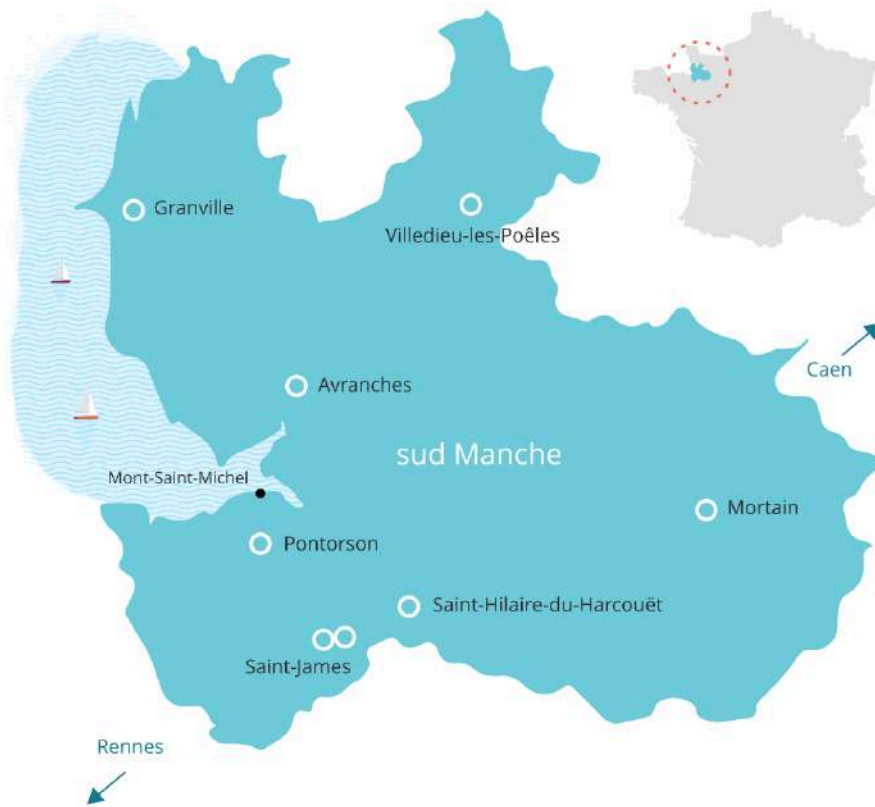 Granville
Villedieu-les-Poêles
Caen
Avranches
sud Manche
Mont-Saint-Michel
Mortain
Pontorson
Saint-Hilaire-du-Harcouët
Saint-James
Rennes